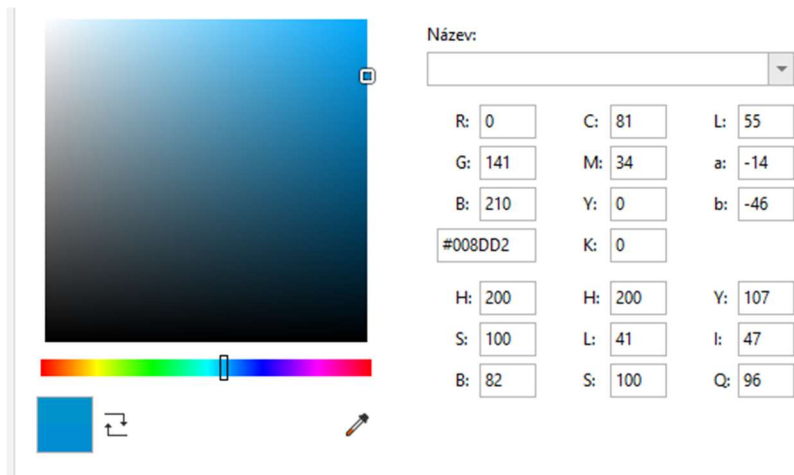 Název:
R: 0 C: 81 L: 55
G: 141 M: 34 a: -14
B: 210 Y: 0 b: -46
#008DD2 K: 0
H: 200 H: 200 Y: 107
S: 100 L: 41 I: 47
B: 82 S: 100 Q: 96